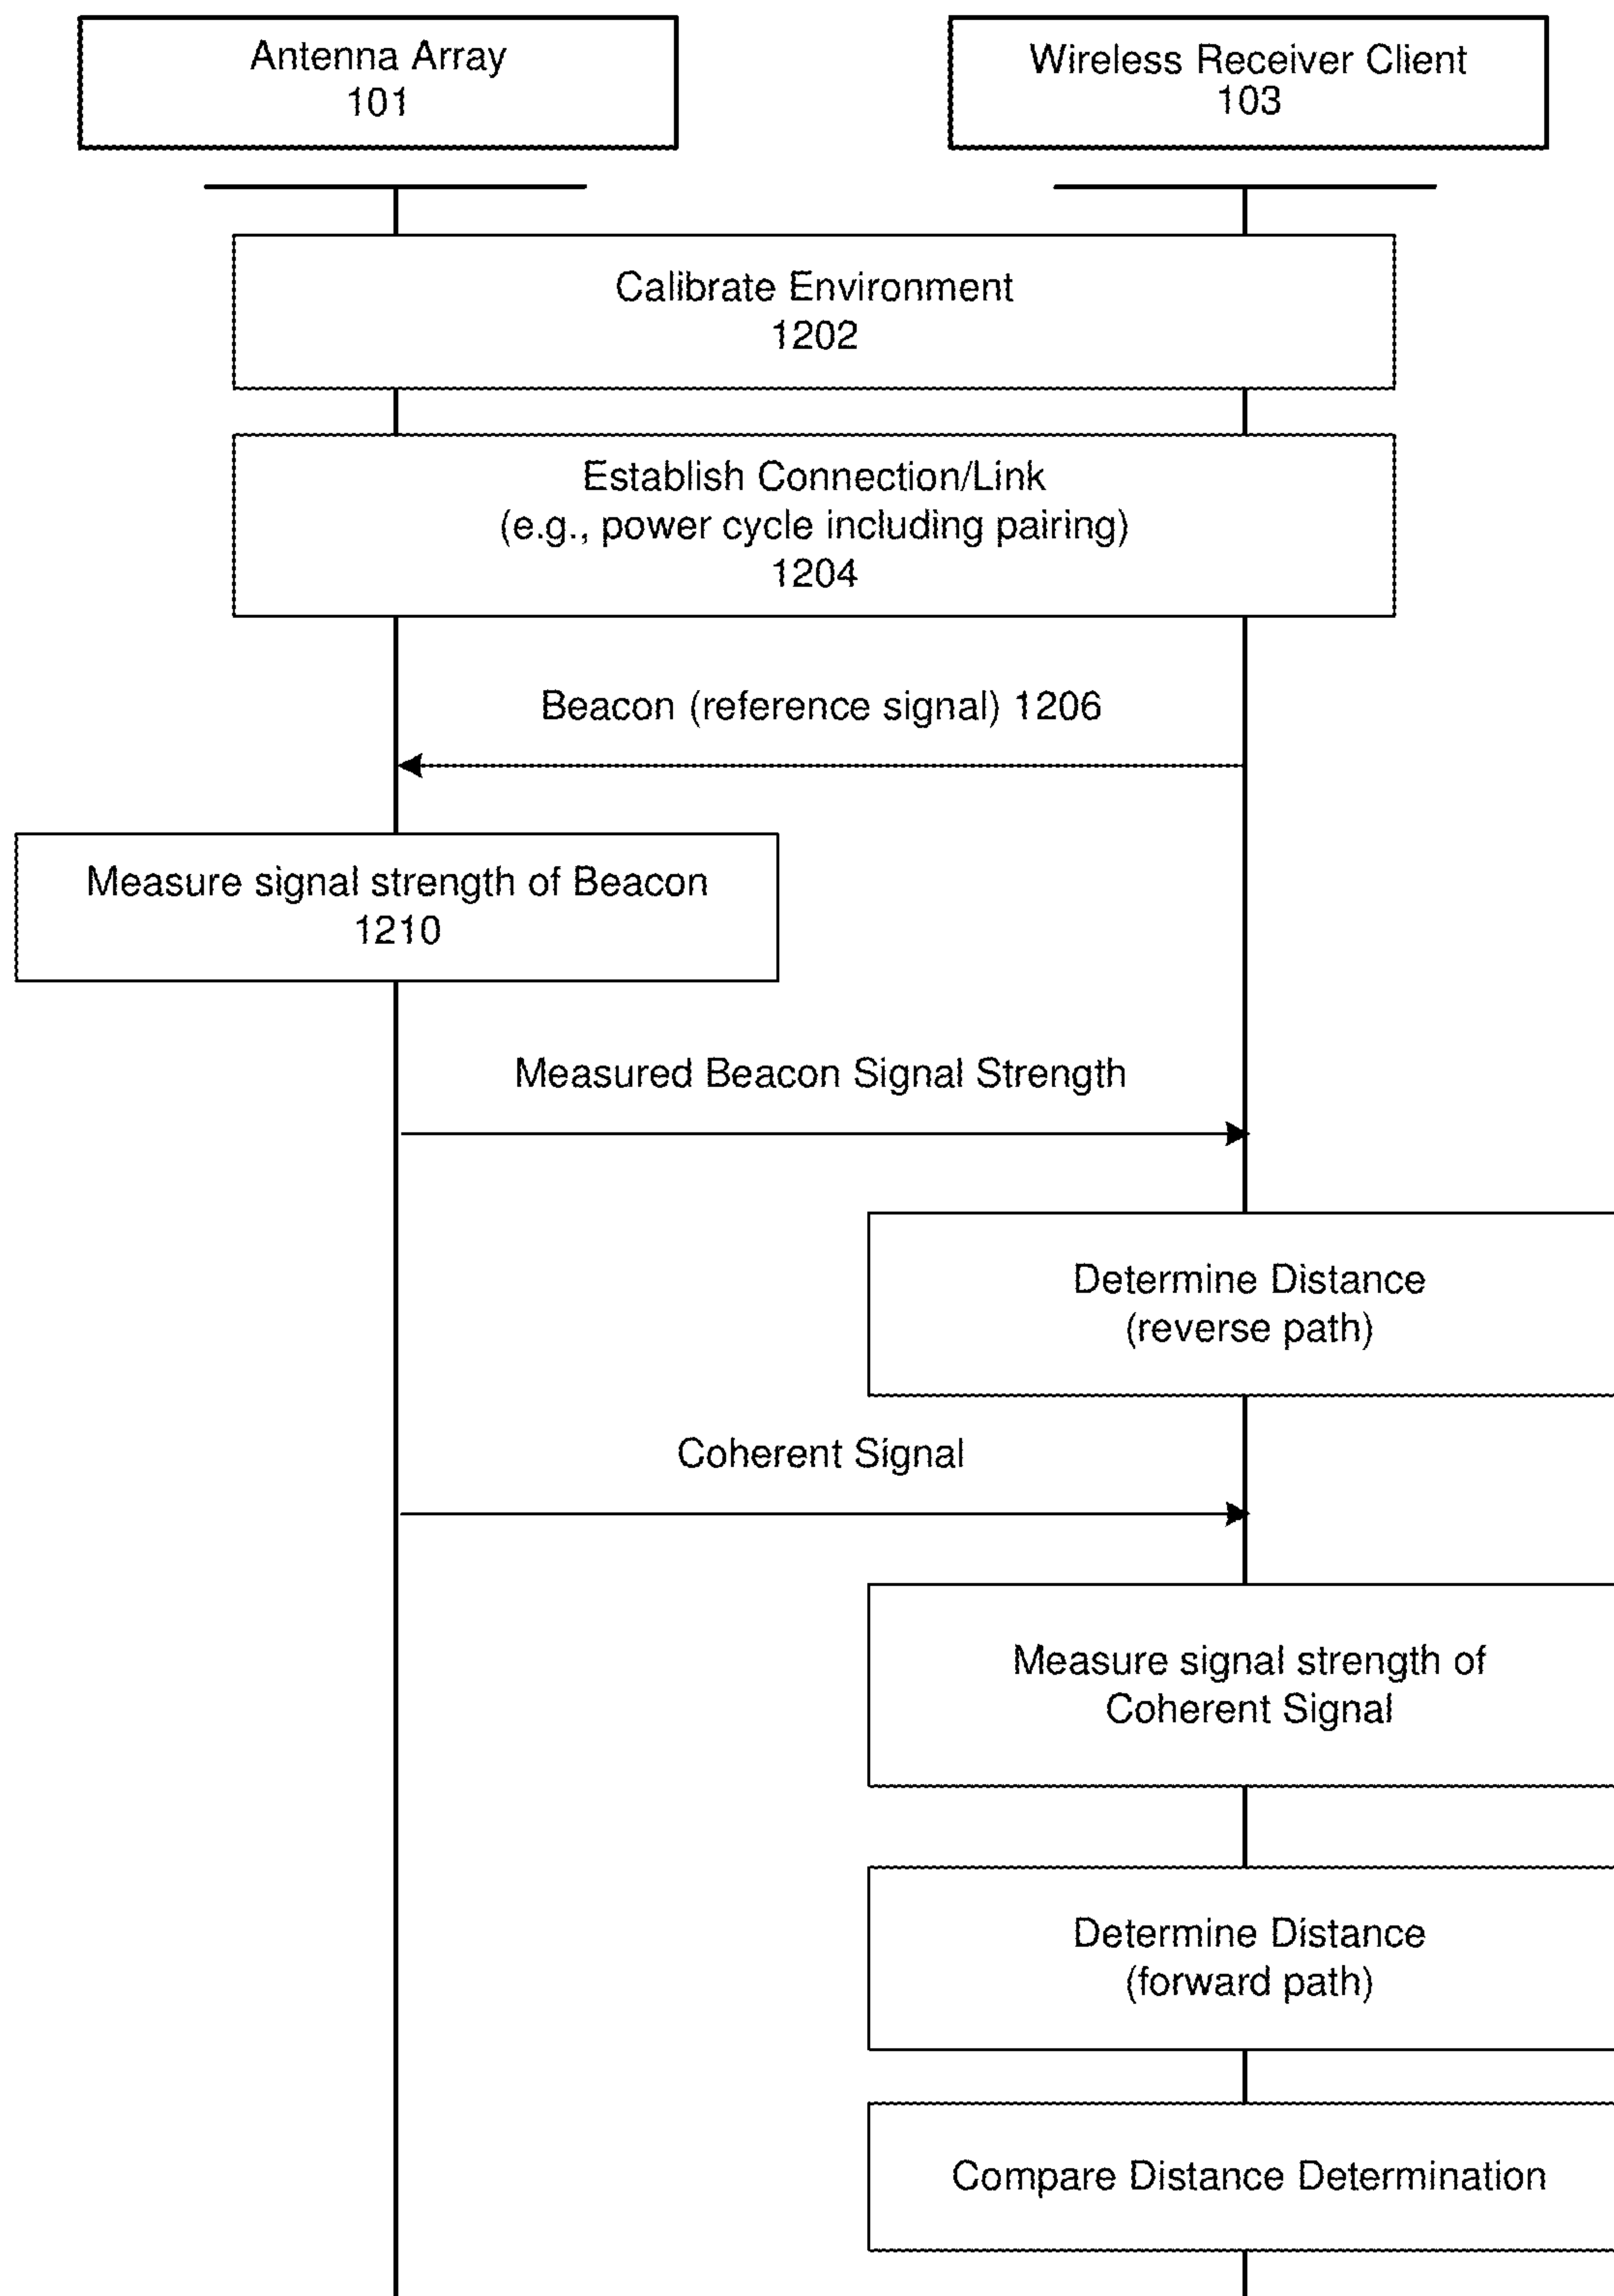 Antenna Array
101
Wireless Receiver Client
103
Calibrate Environment
1202
Establish Connection/Link
(e.g., power cycle including pairing)
1204
Beacon (reference signal) 1206
Measure signal strength of Beacon
1210
Measured Beacon Signal Strength
Determine Distance
(reverse path)
Coherent Signal
Measure signal strength of
Coherent Signal
Determine Distance
(forward path)
Compare Distance Determination